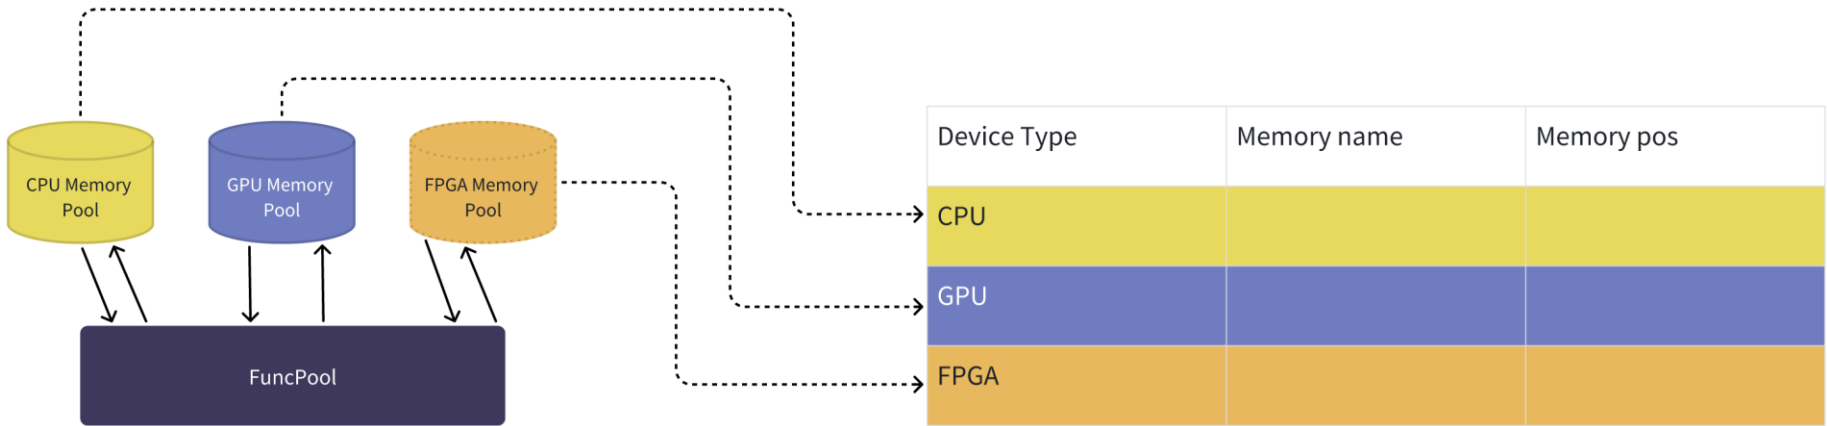 CPU Memory
Pool
GPU Memory
Pool
FPGA Memory
Pool
FuncPool
Device Type
Memory name
Memory pos
CPU
GPU
FPGA